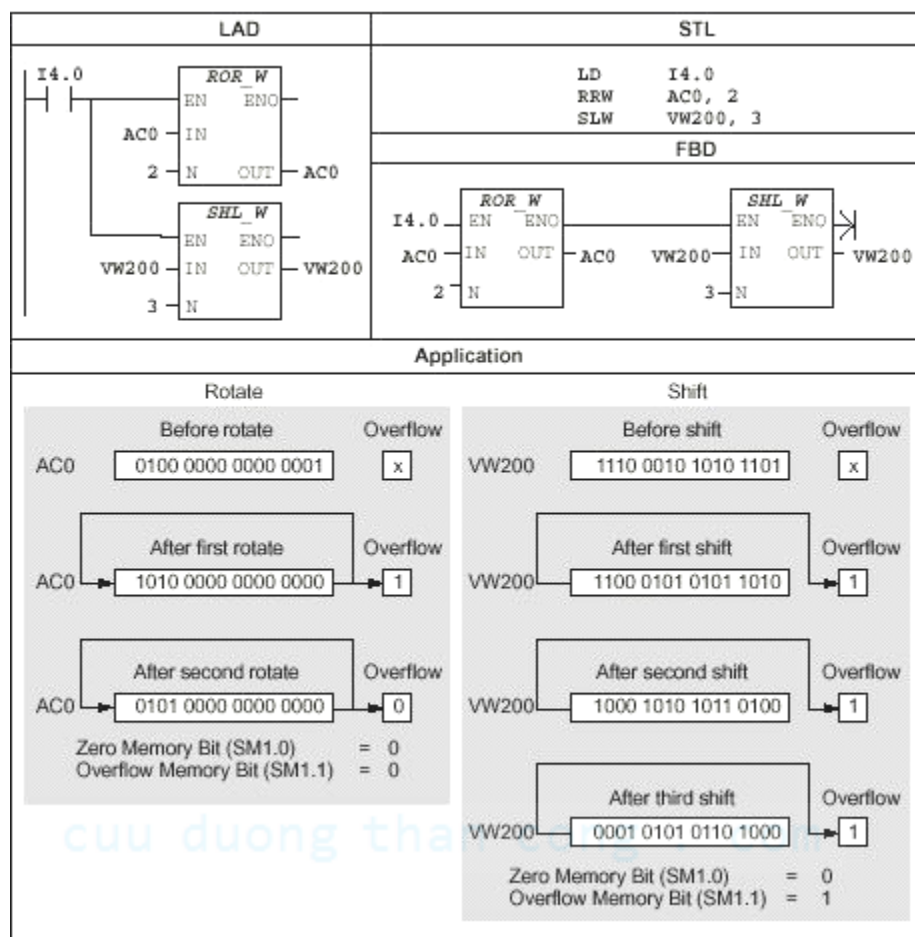 LAD
I4.0
ROR_W
EN ENO
AC0 IN
2 N OUT AC0
SHL_W
EN ENO
VW200 IN OUT VW200
3 N
STL
LD I4.0
RRW AC0, 2
SLW VW200, 3
FBD
ROR_W
I4.0 EN ENO
AC0 IN OUT AC0
2 N
SHL_W
EN ENO
VW200 IN OUT VW200
3 N
Application
Rotate
Before rotate Overflow
AC0 0100 0000 0000 0001 x
After first rotate Overflow
AC0 1010 0000 0000 0000 1
After second rotate Overflow
AC0 0101 0000 0000 0000 0
Zero Memory Bit (SM1.0) = 0
Overflow Memory Bit (SM1.1) = 0
Shift
Before shift Overflow
VW200 1110 0010 1010 1101 x
After first shift Overflow
VW200 1100 0101 0101 1010 1
After second shift Overflow
VW200 1000 1010 1011 0100 1
After third shift Overflow
VW200 0001 0101 0110 1000 1
Zero Memory Bit (SM1.0) = 0
Overflow Memory Bit (SM1.1) = 1
cuu duong than cong . com